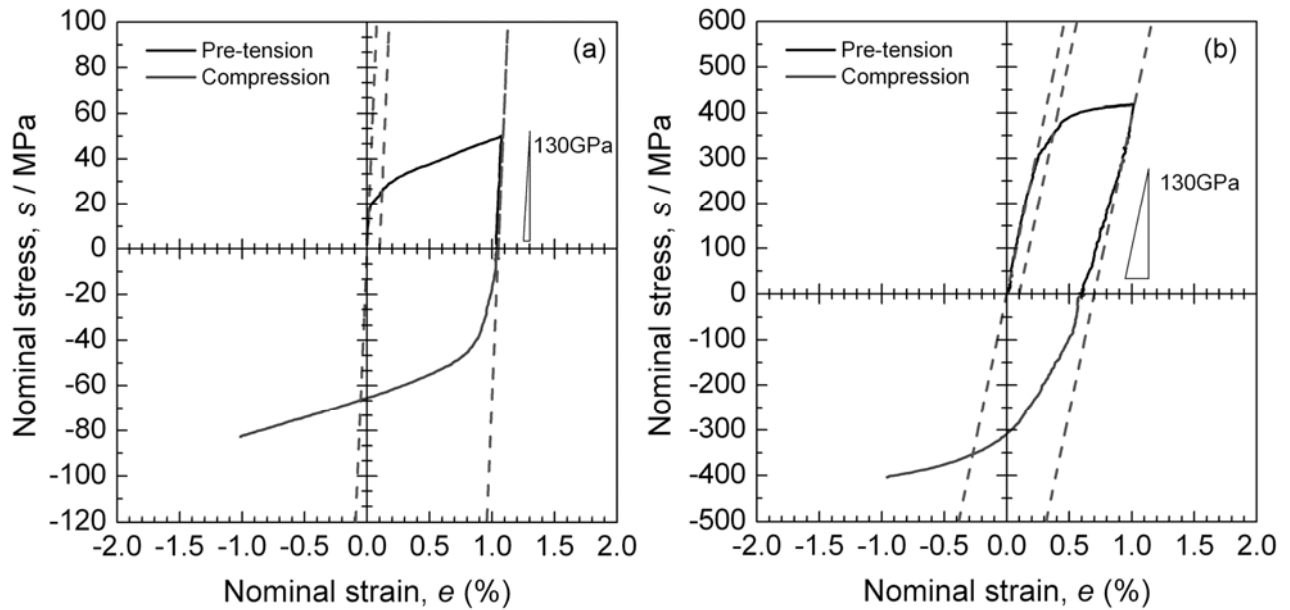 (a)
Pre-tension
Compression
130GPa
Nominal stress, s / MPa
100
80
60
40
20
0
-20
-40
-60
-80
-100
-120
-2.0 -1.5 -1.0 -0.5 0.0 0.5 1.0 1.5 2.0
Nominal strain, e (%)
(b)
Pre-tension
Compression
130GPa
Nominal stress, s / MPa
600
500
400
300
200
100
0
-100
-200
-300
-400
-500
-2.0 -1.5 -1.0 -0.5 0.0 0.5 1.0 1.5 2.0
Nominal strain, e (%)